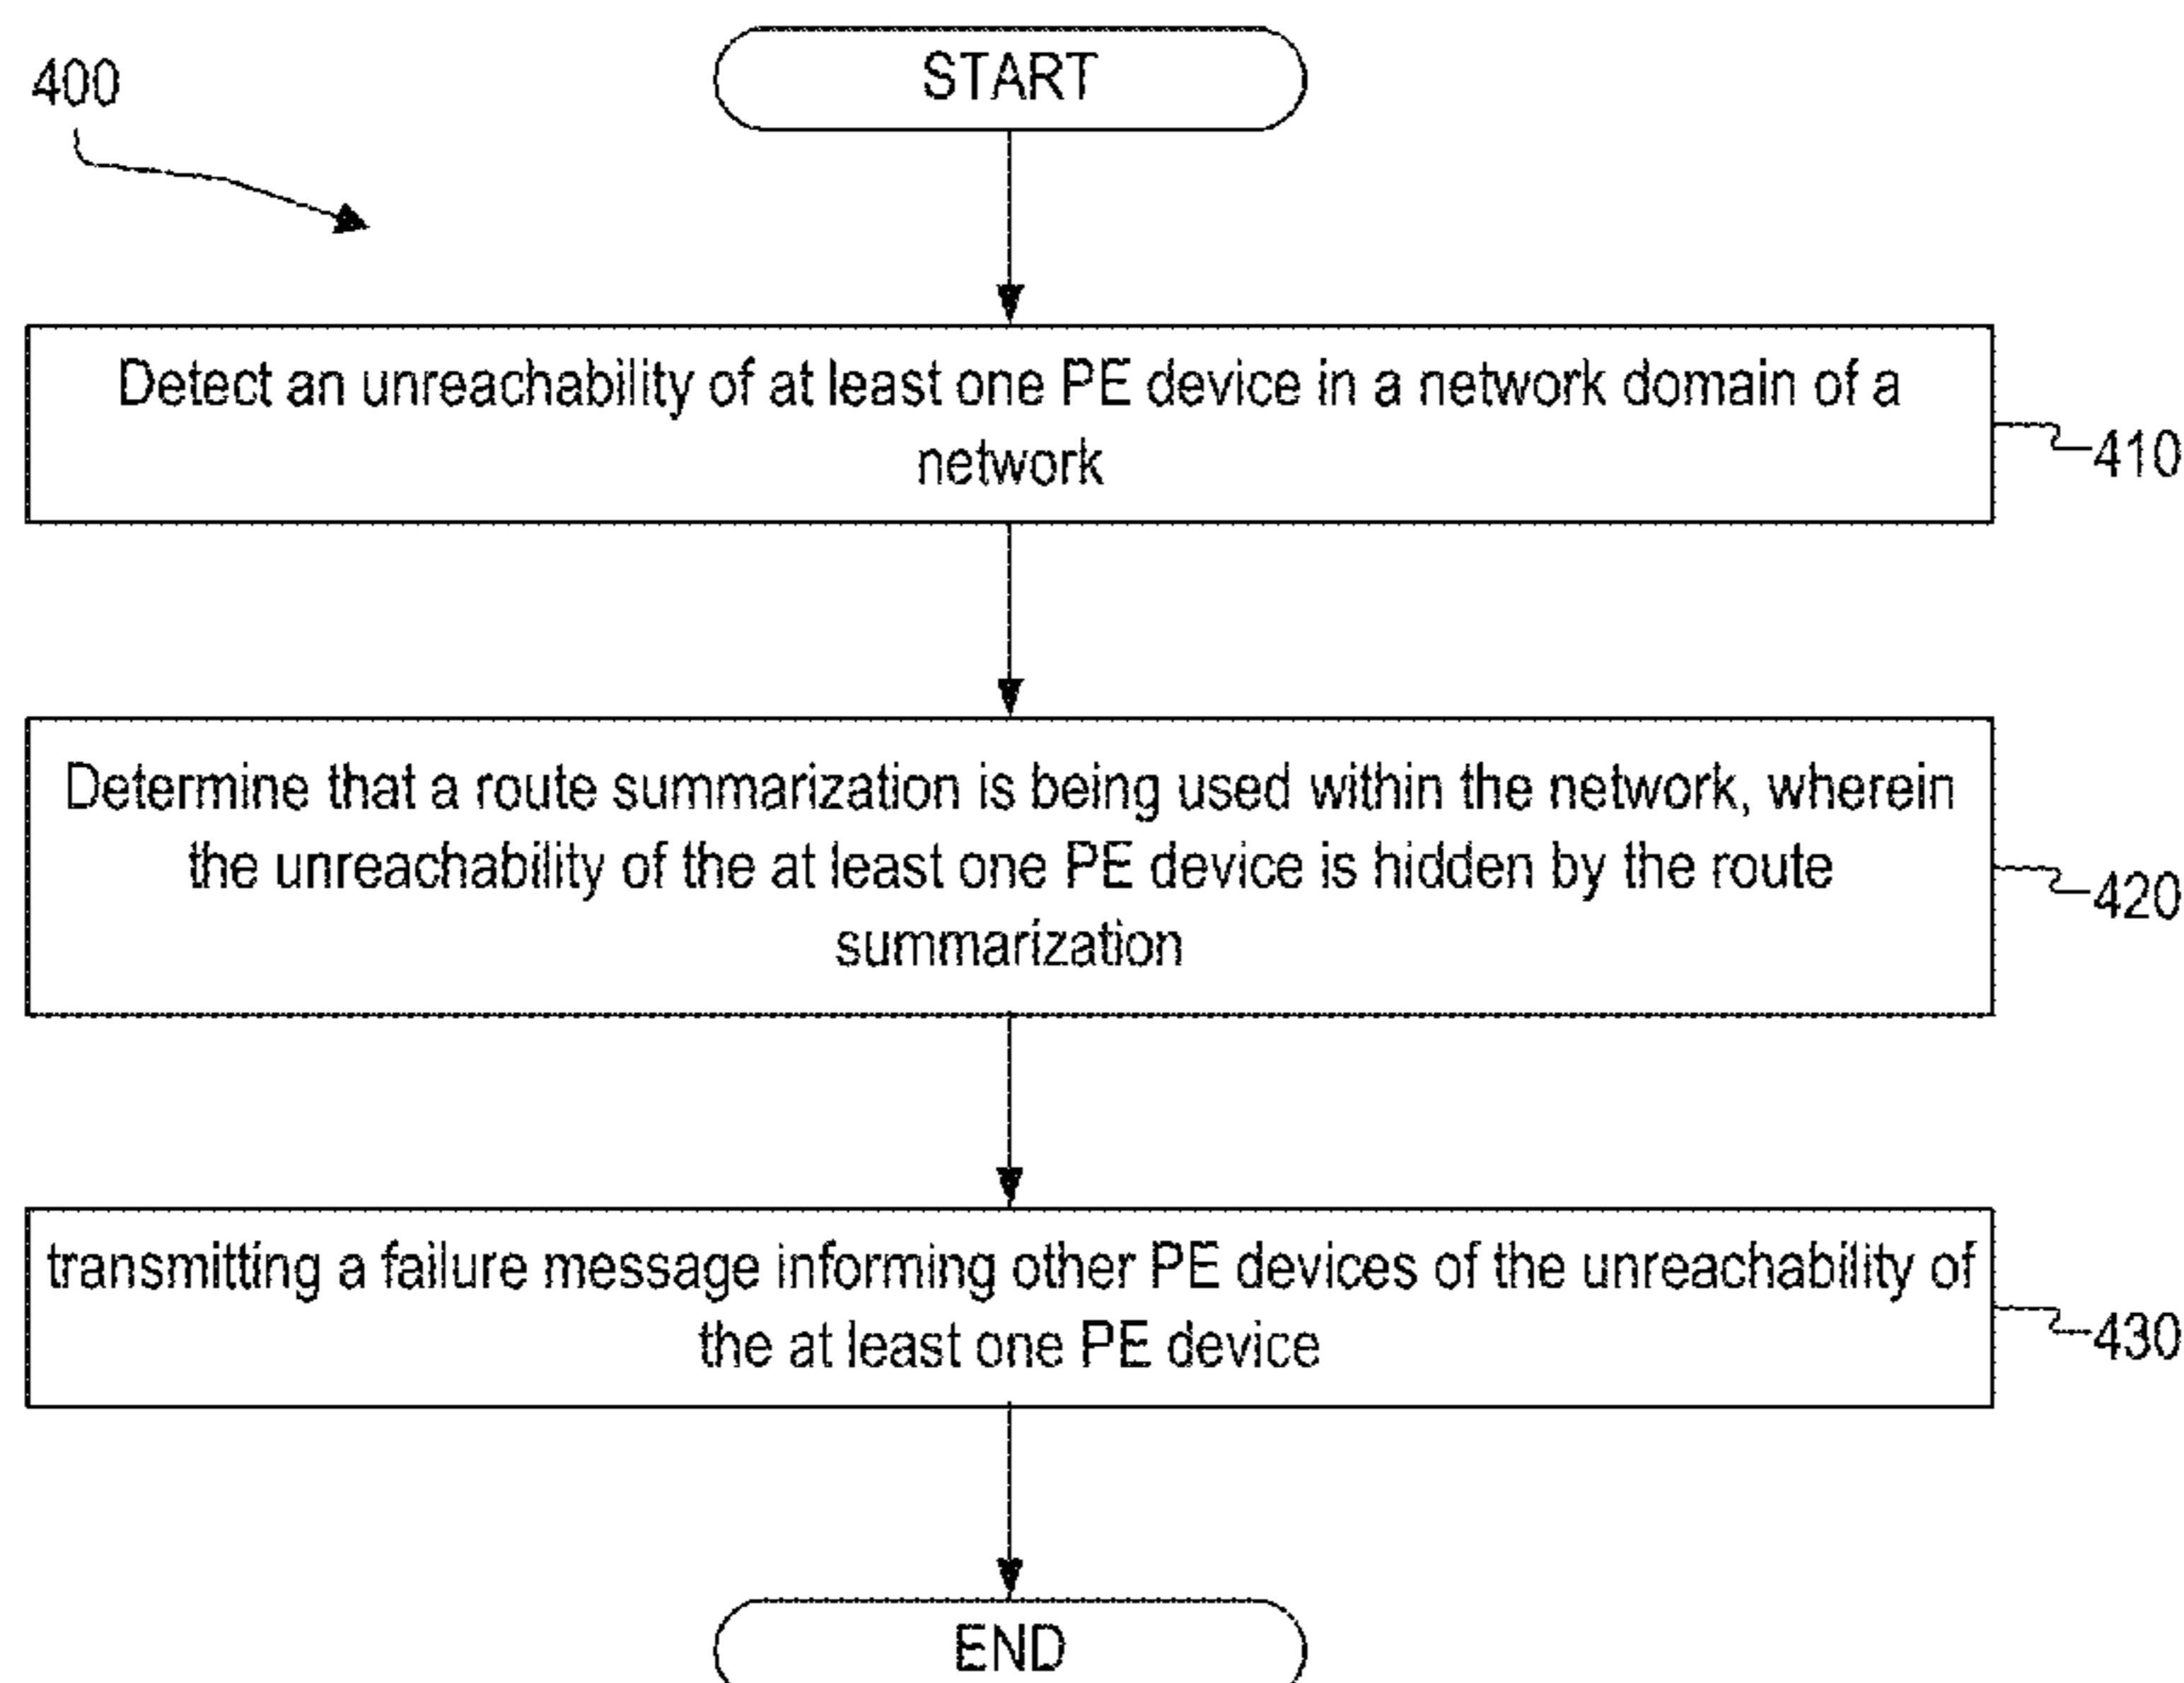 400
START
Detect an unreachability of at least one PE device in a network domain of a
network
410
Determine that a route summarization is being used within the network, wherein
the unreachability of the at least one PE device is hidden by the route
summarization
420
transmitting a failure message informing other PE devices of the unreachability of
the at least one PE device
430
END